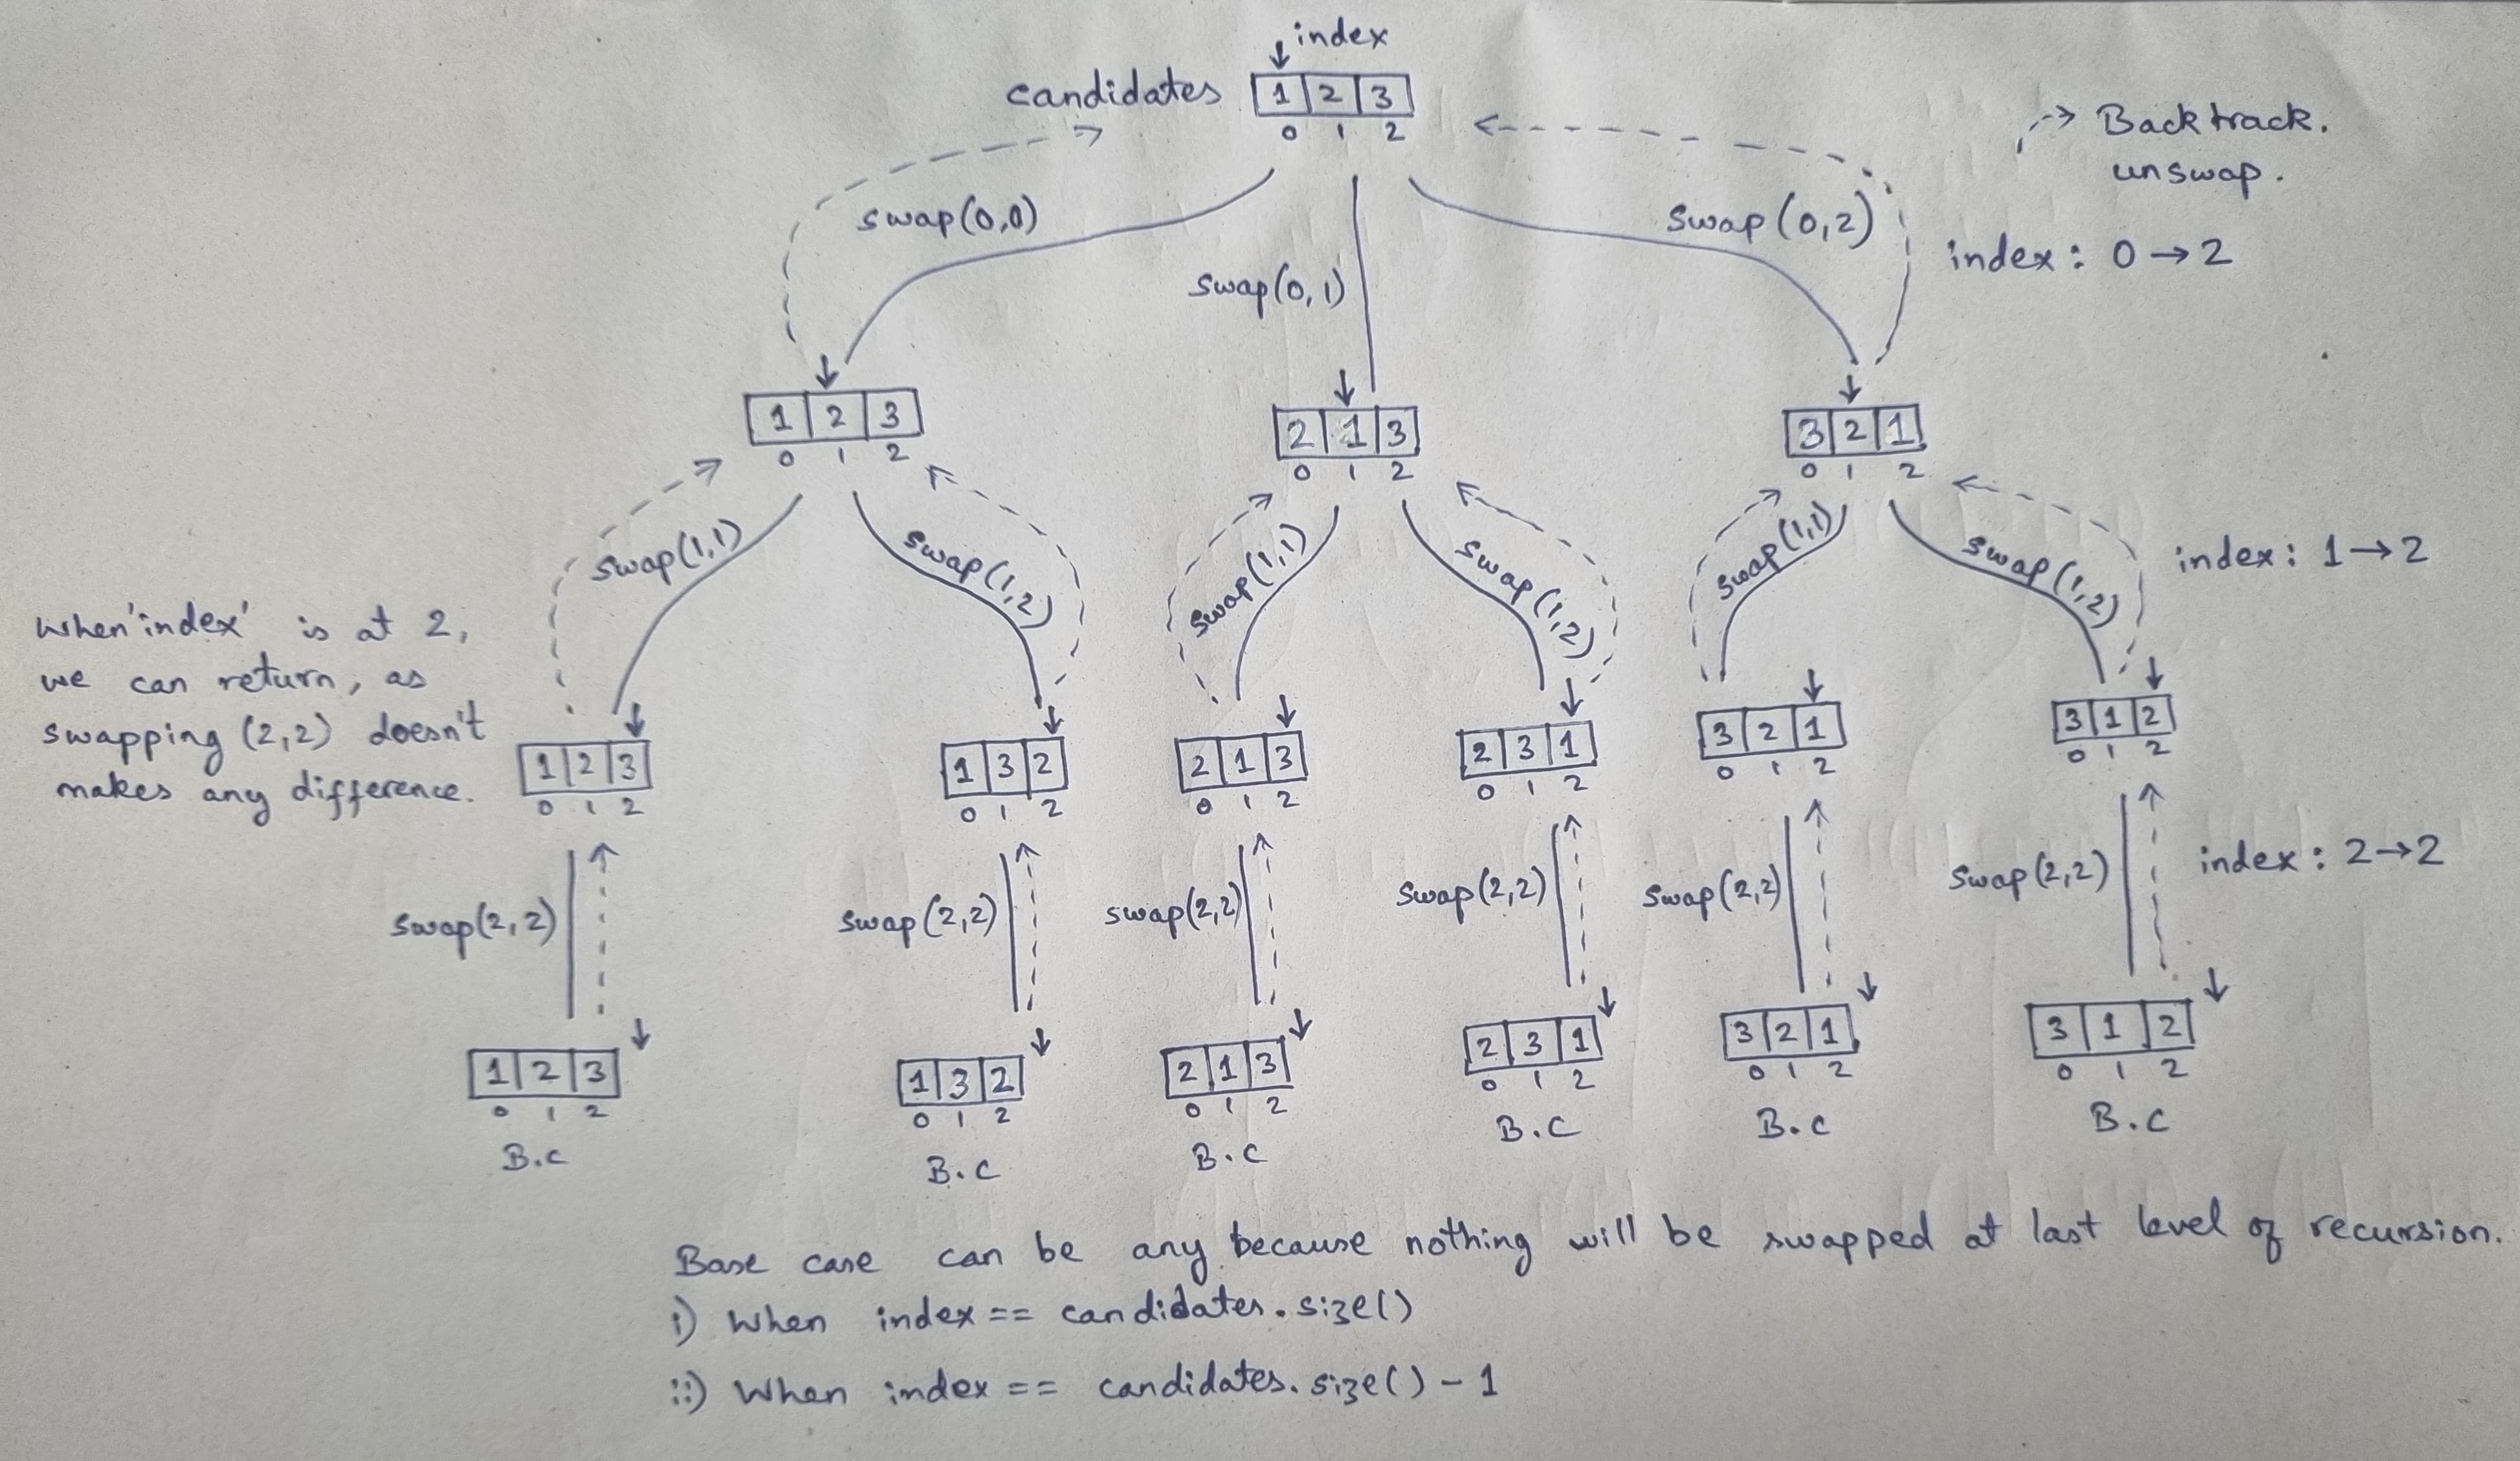 index
candidates 1 2 3
0 1 2
Backtrack.
unswap.
swap(0,0)
swap(0,1)
swap(0,2)
index: 0→2
1 2 3
0 1 2
2 1 3
0 1 2
3 2 1
0 1 2
swap(1,1)
swap(1,2)
swap(1,1)
swap(1,2)
swap(1,1)
swap(1,2)
index: 1→2
When 'index' is at 2,
we can return, as
swapping (2,2) doesn't
makes any difference.
1 2 3
0 1 2
1 3 2
0 1 2
2 1 3
0 1 2
2 3 1
0 1 2
3 2 1
0 1 2
3 1 2
0 1 2
swap(2,2)
swap(2,2)
swap(2,2)
swap(2,2)
swap(2,2)
swap(2,2)
index: 2→2
1 2 3
0 1 2
B.C
1 3 2
0 1 2
B.C
2 1 3
0 1 2
B.C
2 3 1
0 1 2
B.C
3 2 1
0 1 2
B.C
3 1 2
0 1 2
B.C
Base case can be any because nothing will be swapped at last level of recursion.
i) When index == candidates.size()
ii) When index == candidates.size() - 1